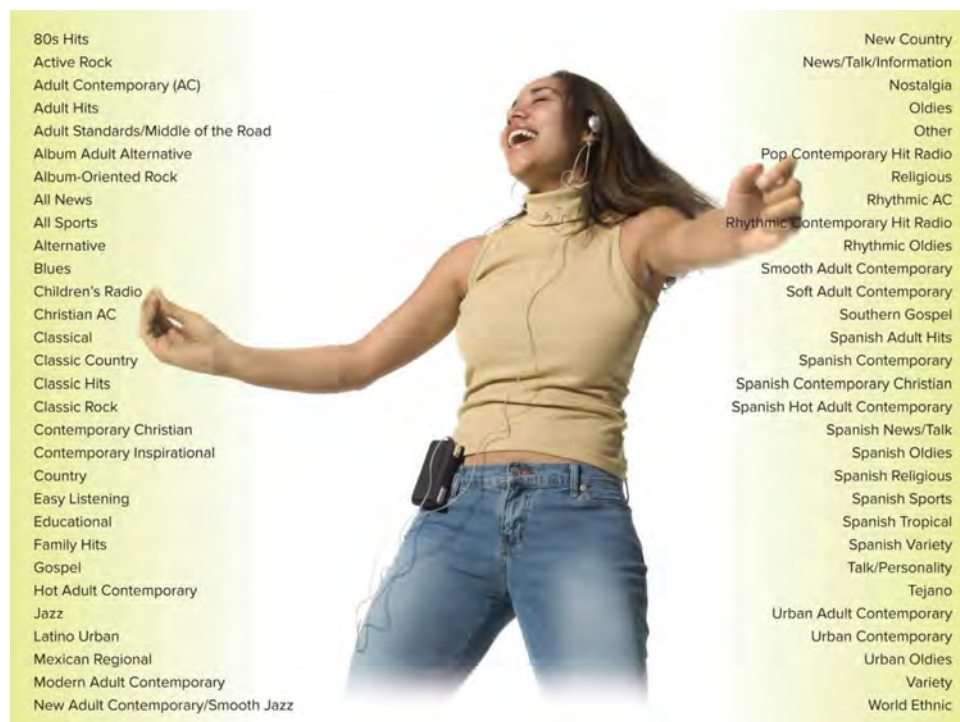 80s Hits
Active Rock
Adult Contemporary (AC)
Adult Hits
Adult Standards/Middle of the Road
Album Adult Alternative
Album-Oriented Rock
All News
All Sports
Alternative
Blues
Children's Radio
Christian AC
Classical
Classic Country
Classic Hits
Classic Rock
Contemporary Christian
Contemporary Inspirational
Country
Easy Listening
Educational
Family Hits
Gospel
Hot Adult Contemporary
Jazz
Latino Urban
Mexican Regional
Modern Adult Contemporary
New Adult Contemporary/Smooth Jazz
New Country
News/Talk/Information
Nostalgia
Oldies
Other
Pop Contemporary Hit Radio
Religious
Rhythmic AC
Rhythmic Contemporary Hit Radio
Rhythmic Oldies
Smooth Adult Contemporary
Soft Adult Contemporary
Southern Gospel
Spanish Adult Hits
Spanish Contemporary
Spanish Contemporary Christian
Spanish Hot Adult Contemporary
Spanish News/Talk
Spanish Oldies
Spanish Religious
Spanish Sports
Spanish Tropical
Spanish Variety
Talk/Personality
Tejano
Urban Adult Contemporary
Urban Contemporary
Urban Oldies
Variety
World Ethnic